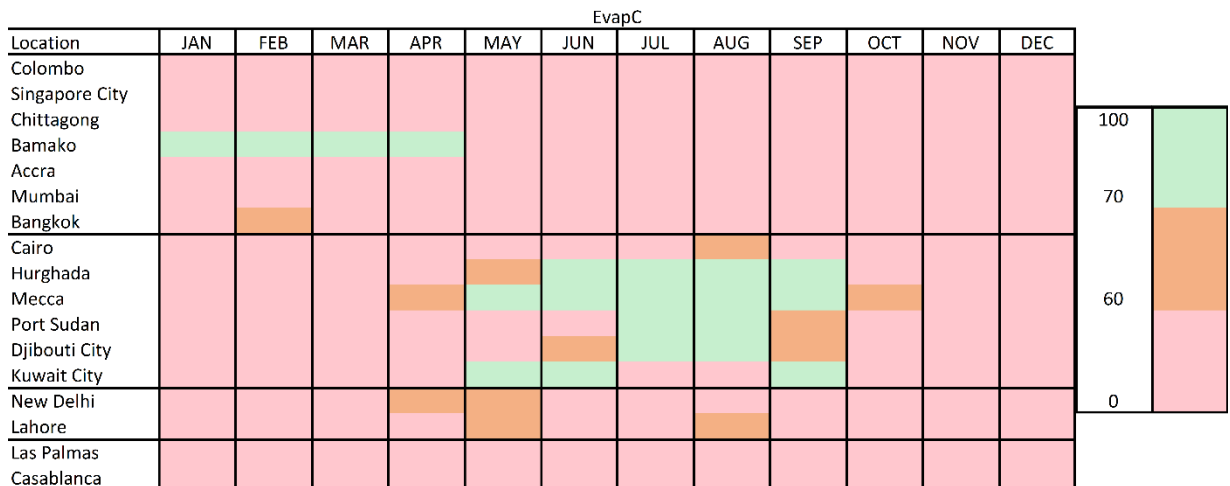 EvapC
Location JAN FEB MAR APR MAY JUN JUL AUG SEP OCT NOV DEC
Colombo
Singapore City
Chittagong
Bamako
Accra
Mumbai
Bangkok
Cairo
Hurghada
Mecca
Port Sudan
Djibouti City
Kuwait City
New Delhi
Lahore
Las Palmas
Casablanca
100
70
60
0